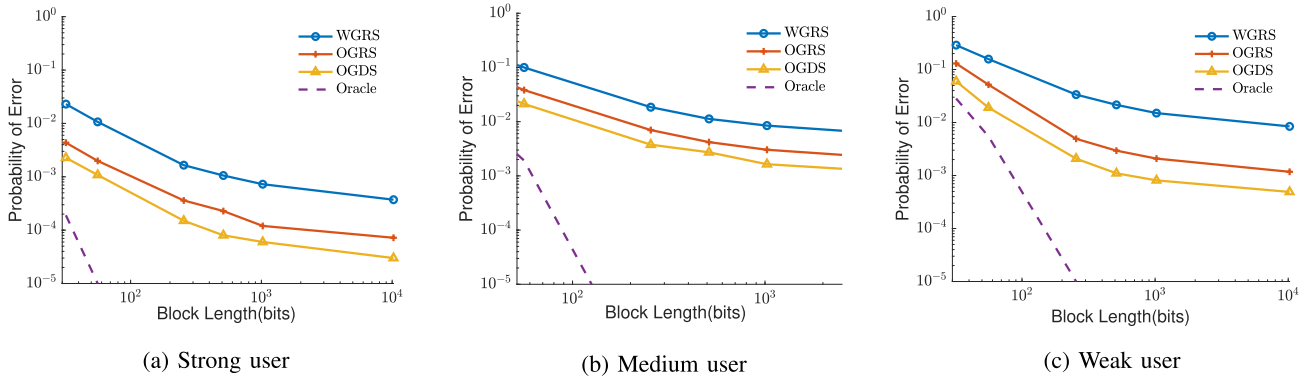 10^0
10^-1
10^-2
10^-3
10^-4
10^-5
Probability of Error
WGRS
OGRS
OGDS
Oracle
10^2
10^3
10^4
Block Length(bits)
(a) Strong user
10^0
10^-1
10^-2
10^-3
10^-4
10^-5
Probability of Error
WGRS
OGRS
OGDS
Oracle
10^2
10^3
Block Length(bits)
(b) Medium user
10^0
10^-1
10^-2
10^-3
10^-4
10^-5
Probability of Error
WGRS
OGRS
OGDS
Oracle
10^2
10^3
10^4
Block Length(bits)
(c) Weak user